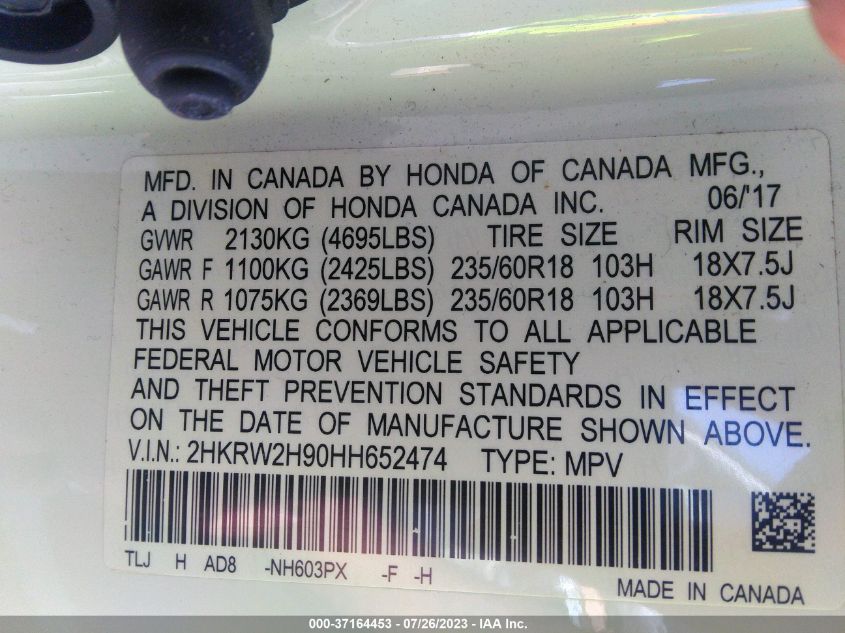 MFD. IN CANADA BY HONDA OF CANADA MFG.,
A DIVISION OF HONDA CANADA INC. 06/'17
GVWR 2130KG (4695LBS) TIRE SIZE RIM SIZE
GAWR F 1100KG (2425LBS) 235/60R18 103H 18X7.5J
GAWR R 1075KG (2369LBS) 235/60R18 103H 18X7.5J
THIS VEHICLE CONFORMS TO ALL APPLICABLE
FEDERAL MOTOR VEHICLE SAFETY
AND THEFT PREVENTION STANDARDS IN EFFECT
ON THE DATE OF MANUFACTURE SHOWN ABOVE.
V.I.N.: 2HKRW2H90HH652474 TYPE: MPV
TLJ H AD8 -NH603PX -F -H
MADE IN CANADA
000-37164453 - 07/26/2023 - IAA Inc.